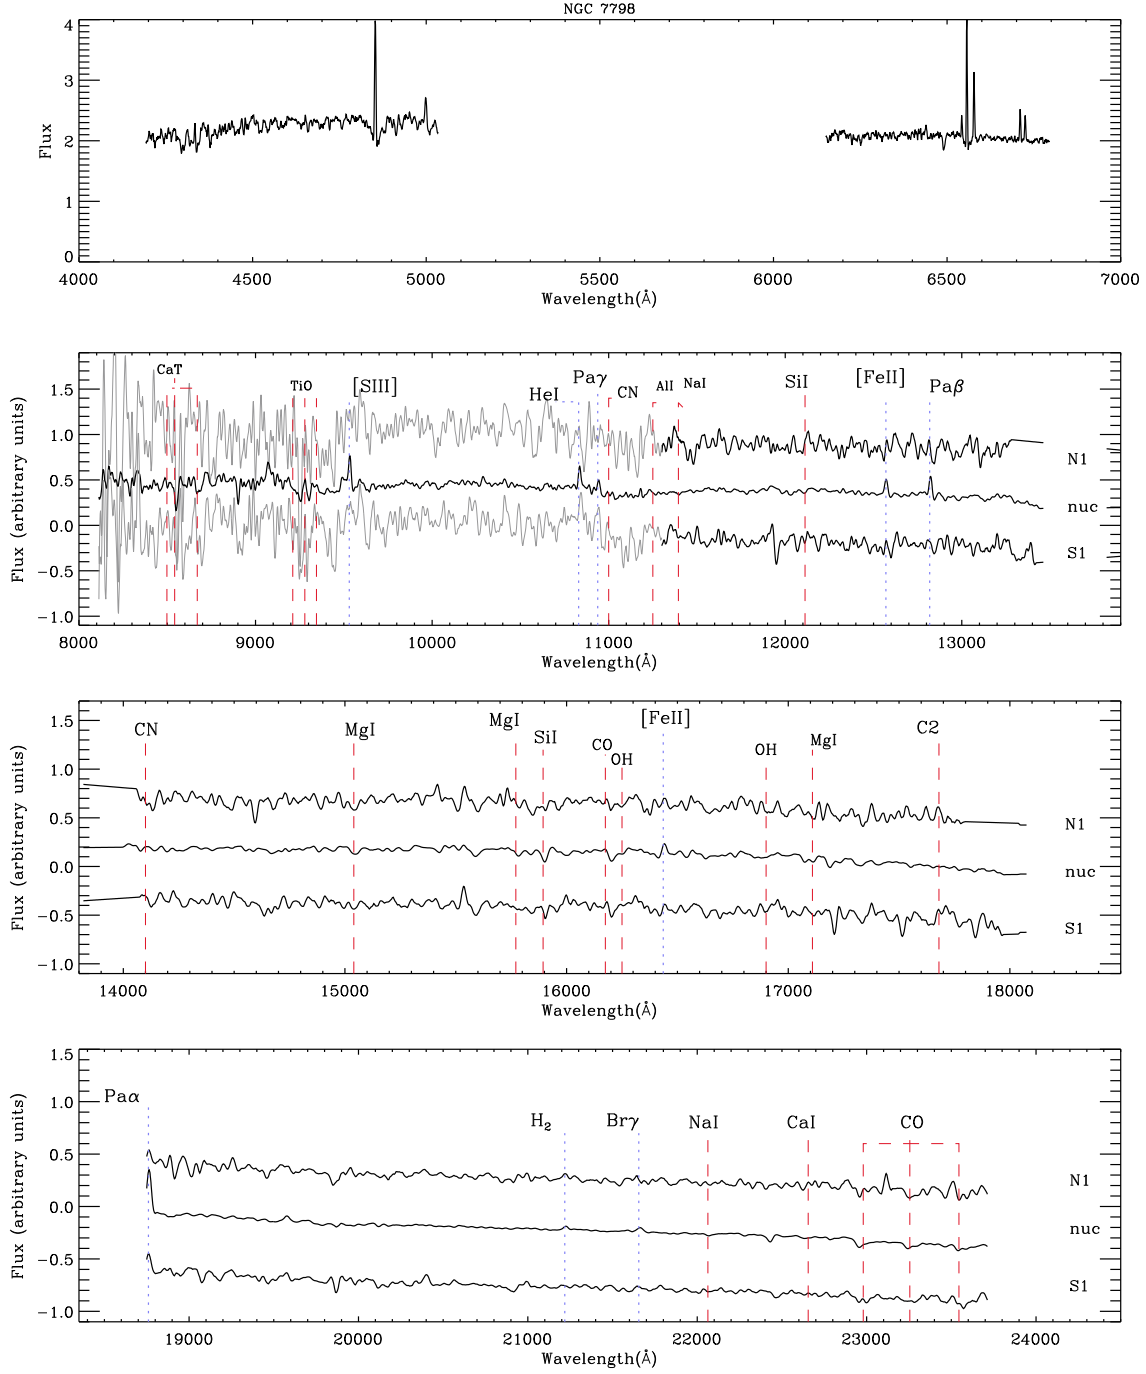 NGC 7798
4
3
2
1
0
Flux
4000 4500 5000 5500 6000 6500 7000
Wavelength(Å)
CaT TiO [SIII] HeI Paγ CN AlI NaI SiI [FeII] Paβ
1.5
1.0
0.5
0.0
−0.5
−1.0
Flux (arbitrary units)
N1
nuc
S1
8000 9000 10000 11000 12000 13000
Wavelength(Å)
CN MgI MgI SiI CO OH [FeII] OH MgI C2
1.5
1.0
0.5
0.0
−0.5
−1.0
Flux (arbitrary units)
N1
nuc
S1
14000 15000 16000 17000 18000
Wavelength(Å)
Paα H₂ Brγ NaI CaI CO
1.5
1.0
0.5
0.0
−0.5
−1.0
Flux (arbitrary units)
N1
nuc
S1
19000 20000 21000 22000 23000 24000
Wavelength(Å)